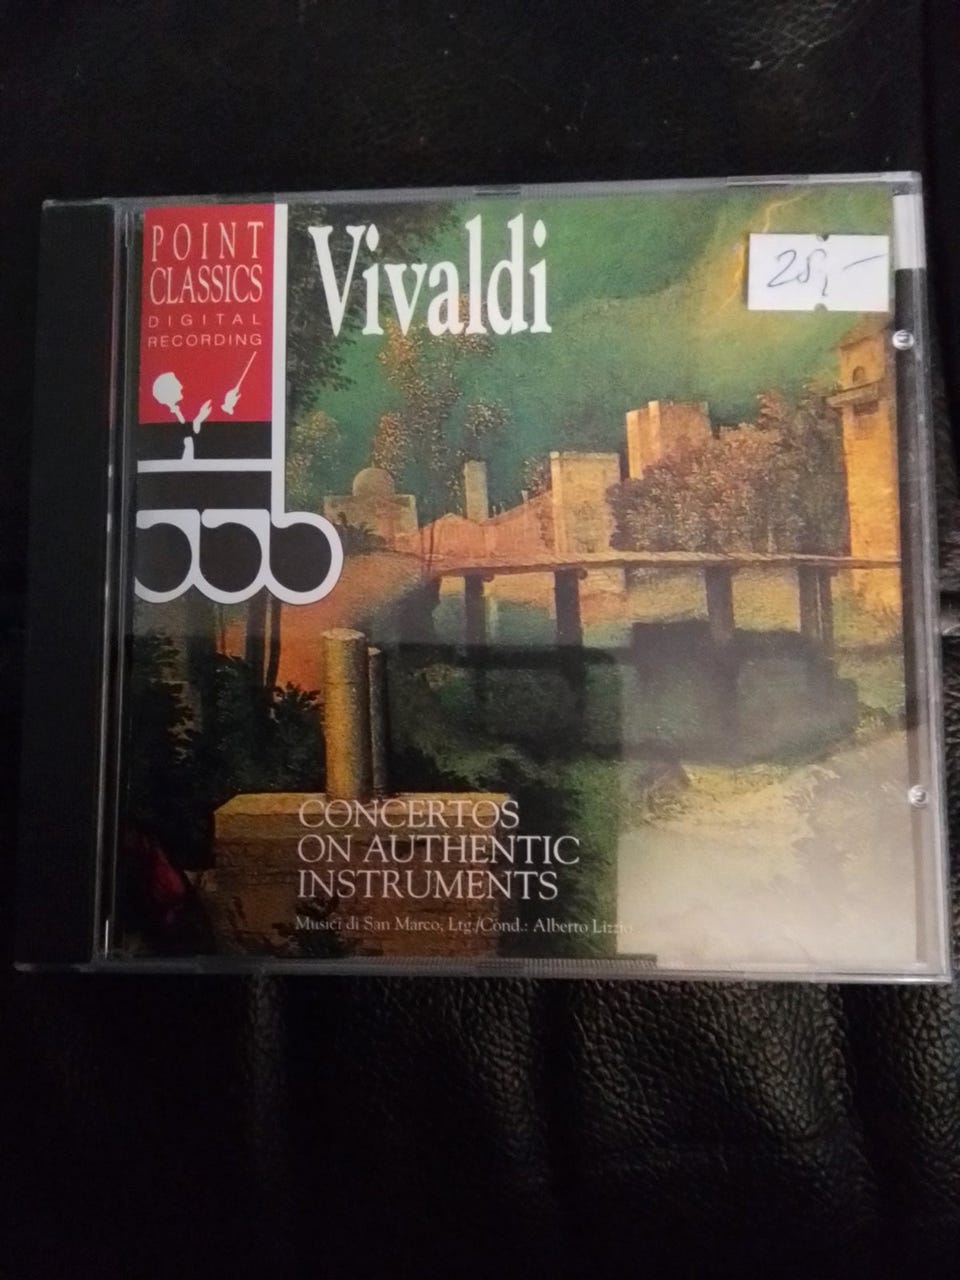 POINT
CLASSICS
DIGITAL
RECORDING
Vivaldi
28,-
CONCERTOS
ON AUTHENTIC
INSTRUMENTS
Musici di San Marco, Ltg./Cond.: Alberto Lizzio